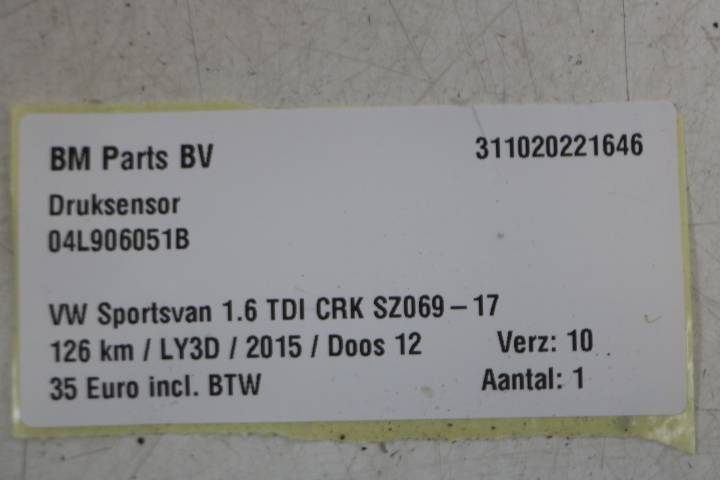 BM Parts BV 311020221646
Druksensor
04L906051B
VW Sportsvan 1.6 TDI CRK SZ069-17
126 km / LY3D / 2015 / Doos 12 Verz: 10
35 Euro incl. BTW Aantal: 1